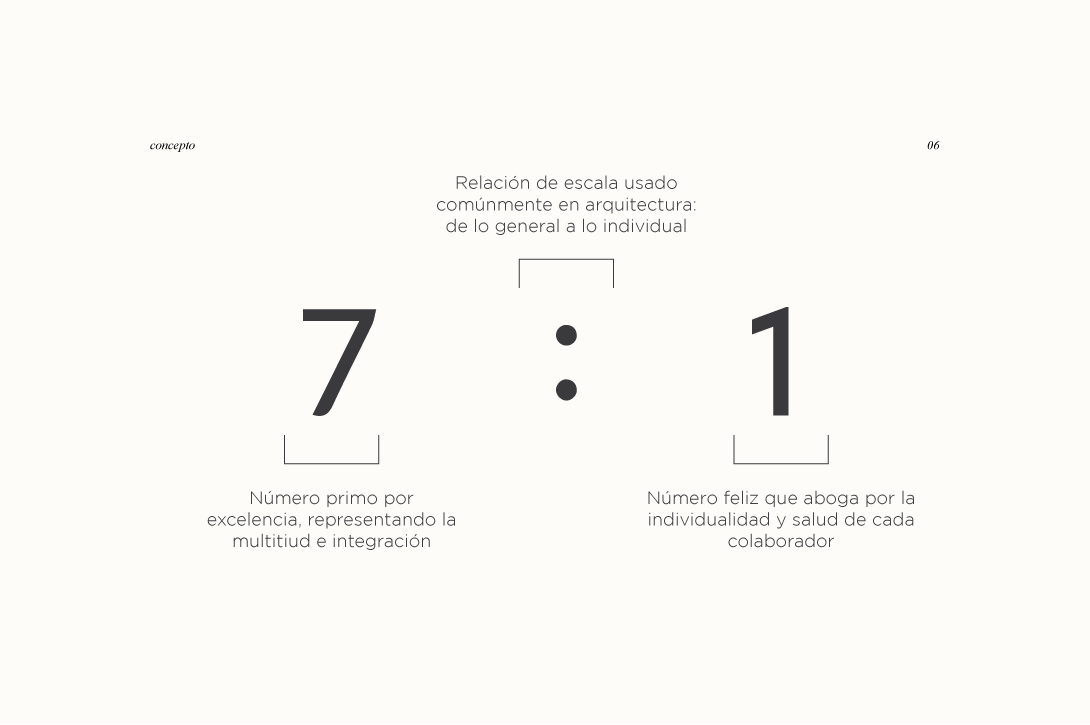 concepto
06
Relación de escala usado
comúnmente en arquitectura:
de lo general a lo individual
7 : 1
Número primo por
excelencia, representando la
multitiud e integración
Número feliz que aboga por la
individualidad y salud de cada
colaborador